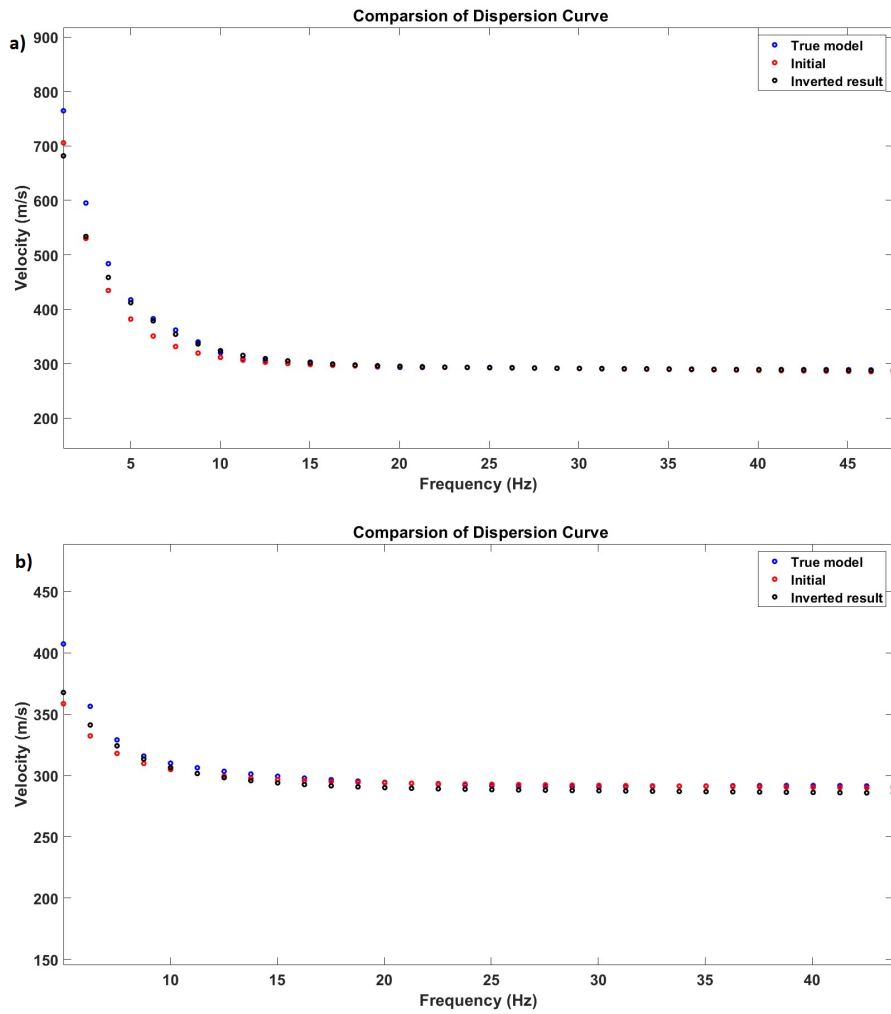 Comparsion of Dispersion Curve
a)
900
800
700
600
500
400
300
200
Velocity (m/s)
True model
Initial
Inverted result
5 10 15 20 25 30 35 40 45
Frequency (Hz)
Comparsion of Dispersion Curve
b)
450
400
350
300
250
200
150
Velocity (m/s)
True model
Initial
Inverted result
10 15 20 25 30 35 40
Frequency (Hz)